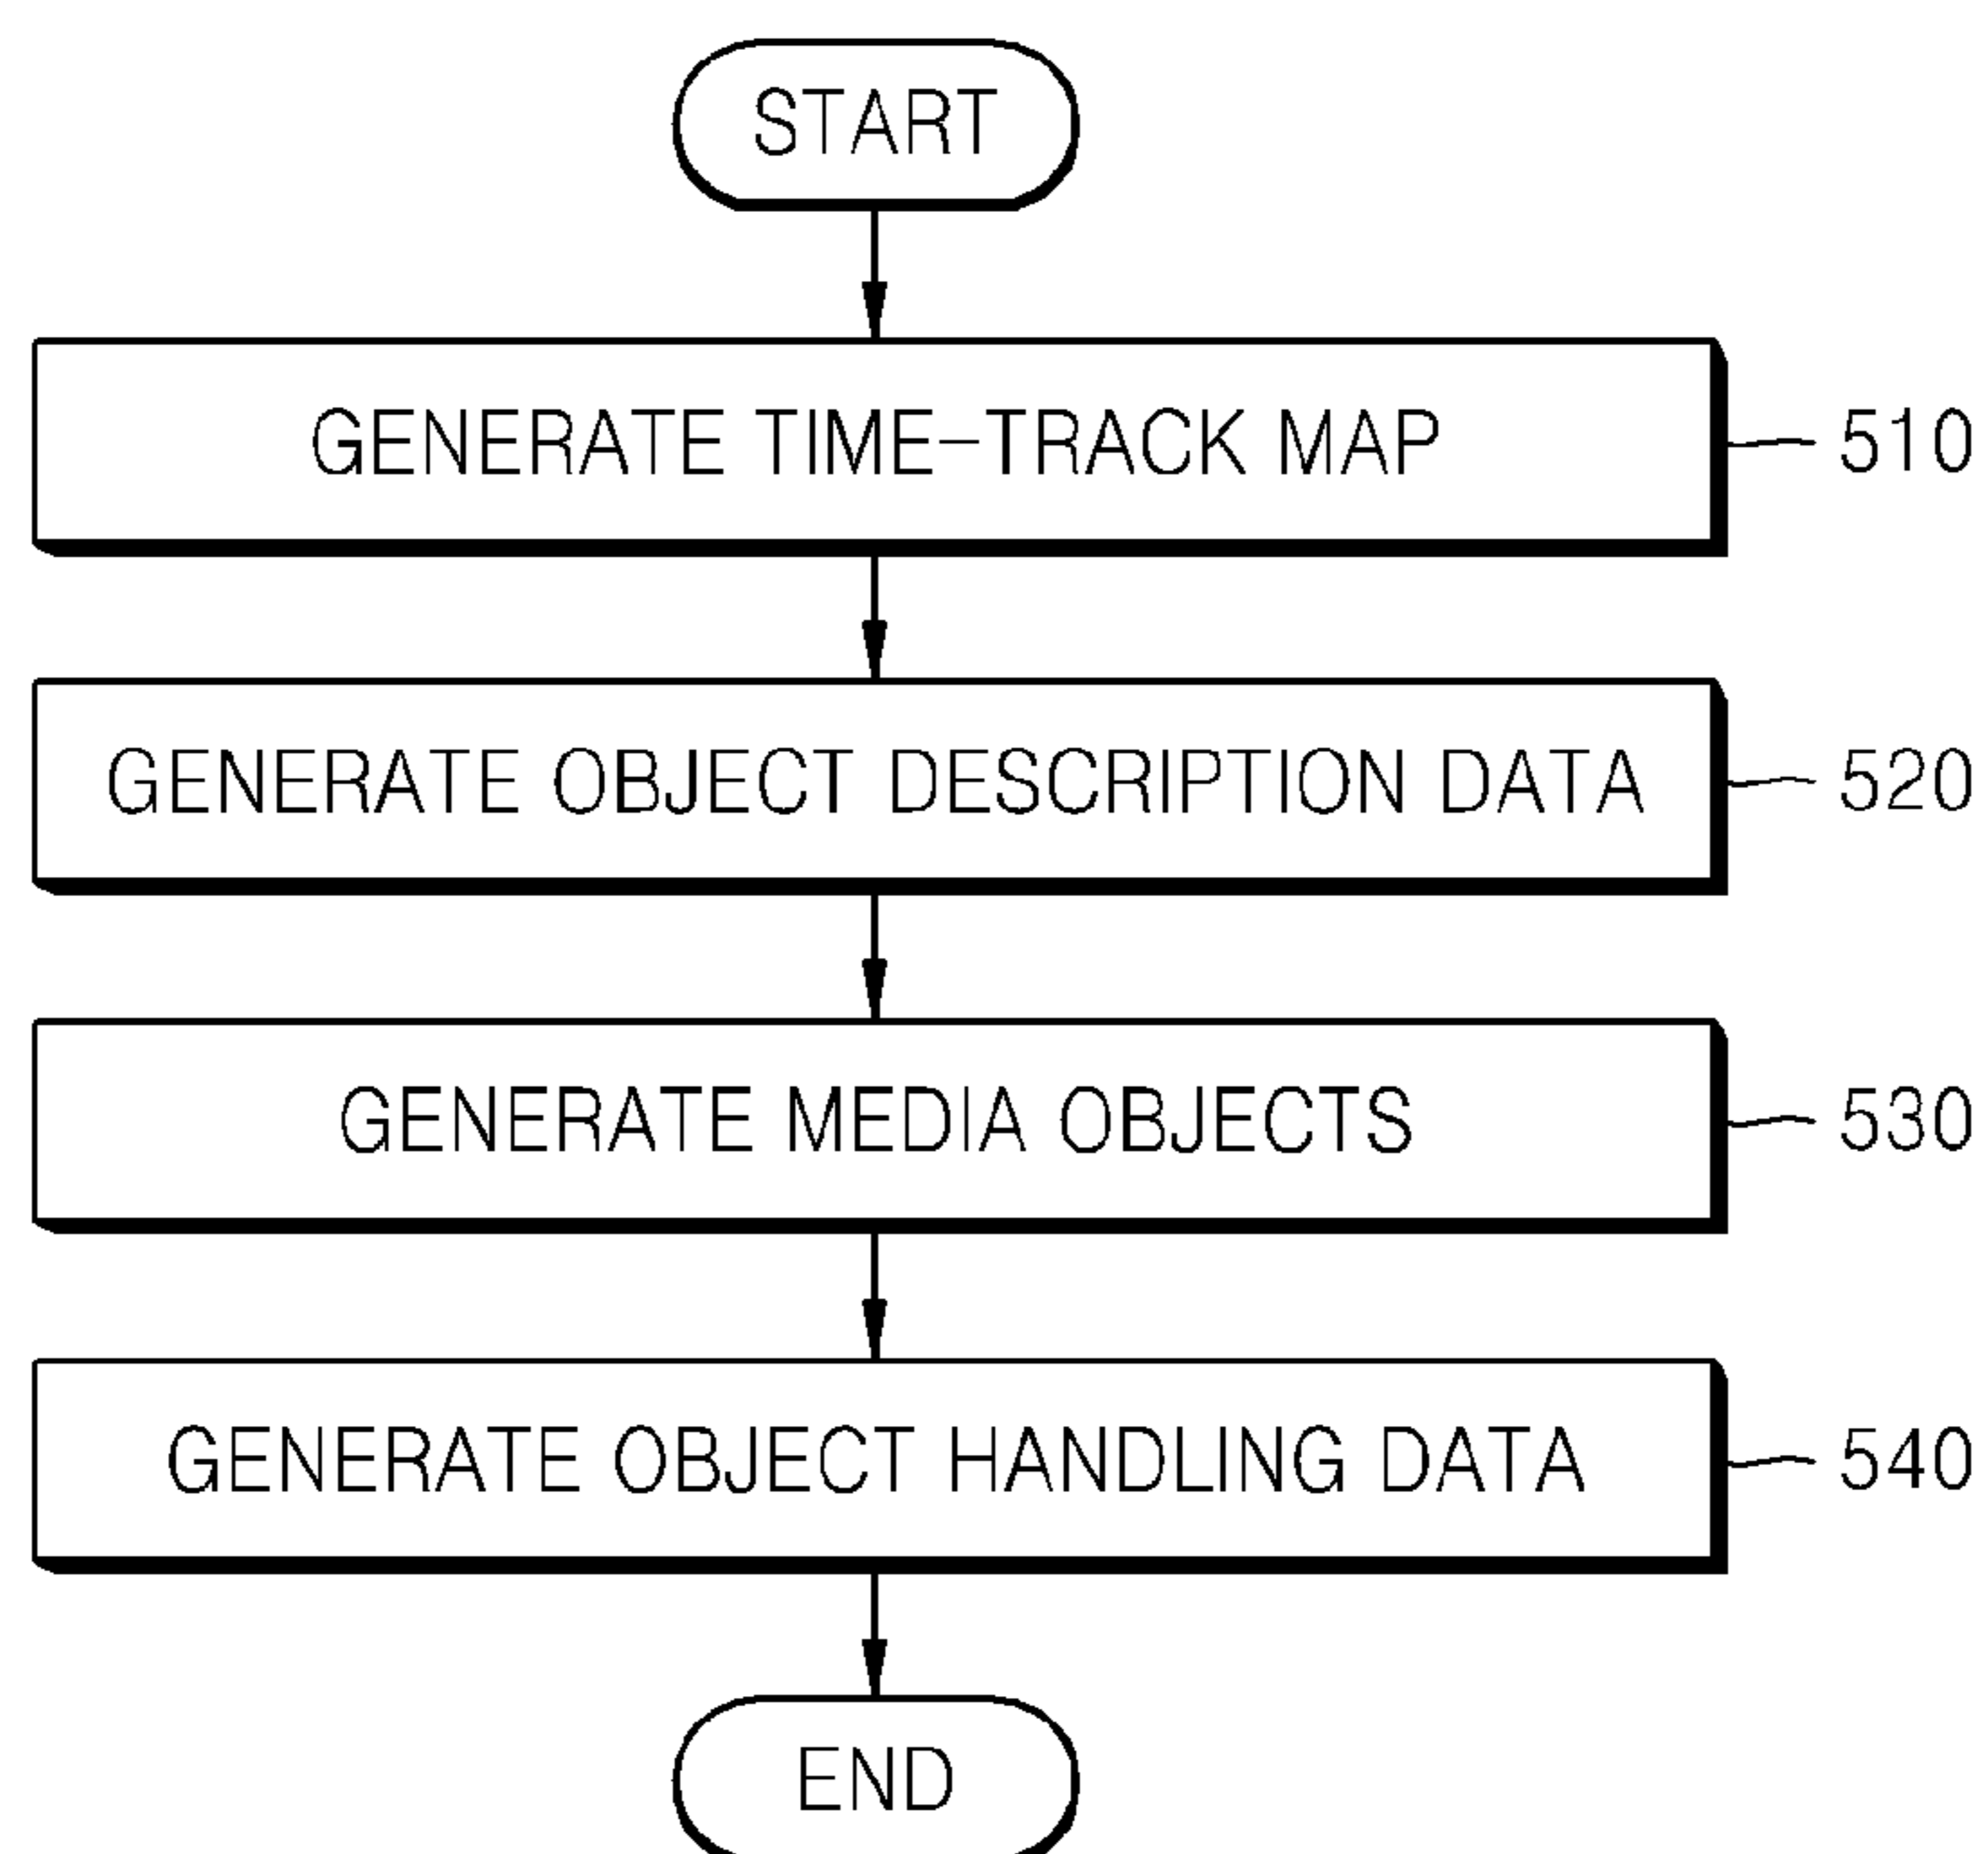 START
GENERATE TIME-TRACK MAP
510
GENERATE OBJECT DESCRIPTION DATA
520
GENERATE MEDIA OBJECTS
530
GENERATE OBJECT HANDLING DATA
540
END